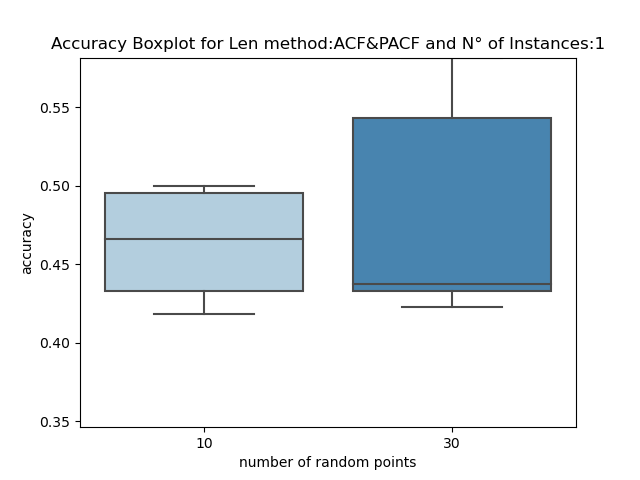 Accuracy Boxplot for Len method:ACF&PACF and N° of Instances:1
accuracy
0.55
0.50
0.45
0.40
0.35
10
30
number of random points